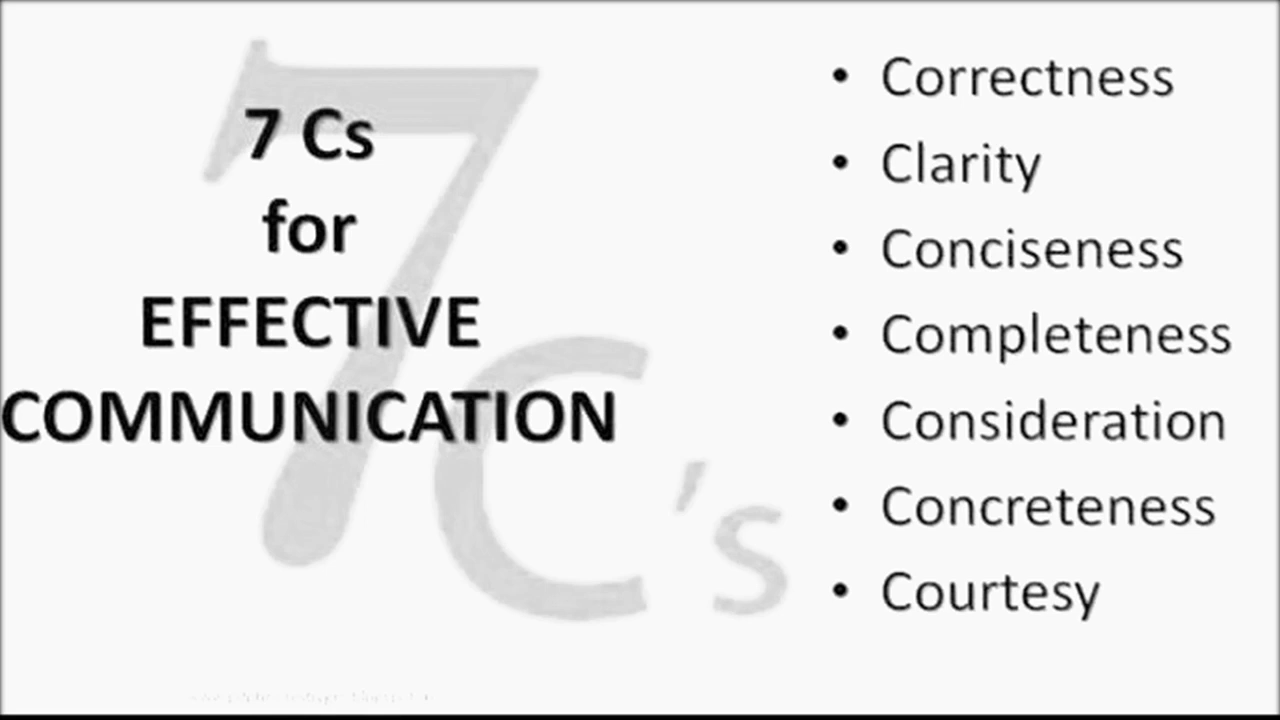 7 Cs
for
EFFECTIVE
COMMUNICATION
7C's
• Correctness
• Clarity
• Conciseness
• Completeness
• Consideration
• Concreteness
• Courtesy